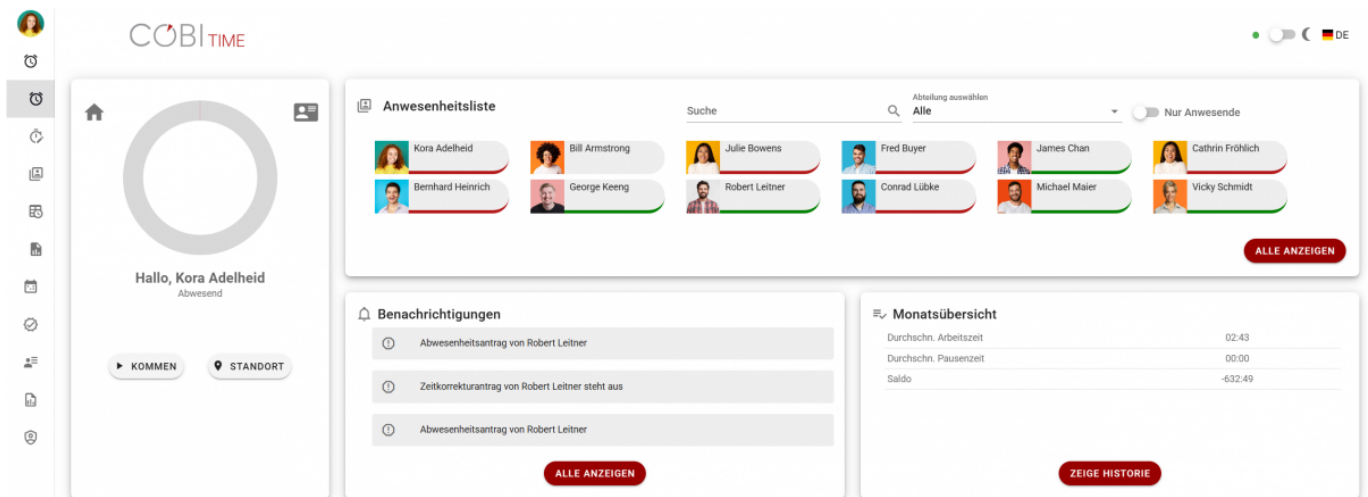 COBI TIME
DE
Hallo, Kora Adelheid
Abwesend
KOMMEN
STANDORT
Anwesenheitsliste
Suche
Abteilung auswählen
Alle
Nur Anwesende
Kora Adelheid
Bill Armstrong
Julie Bowens
Fred Buyer
James Chan
Cathrin Fröhlich
Bernhard Heinrich
George Keeng
Robert Leitner
Conrad Lübke
Michael Maier
Vicky Schmidt
ALLE ANZEIGEN
Benachrichtigungen
Abwesenheitsantrag von Robert Leitner
Zeitkorrekturantrag von Robert Leitner steht aus
Abwesenheitsantrag von Robert Leitner
ALLE ANZEIGEN
Monatsübersicht
Durchschn. Arbeitszeit 02:43
Durchschn. Pausenzeit 00:00
Saldo -632:49
ZEIGE HISTORIE